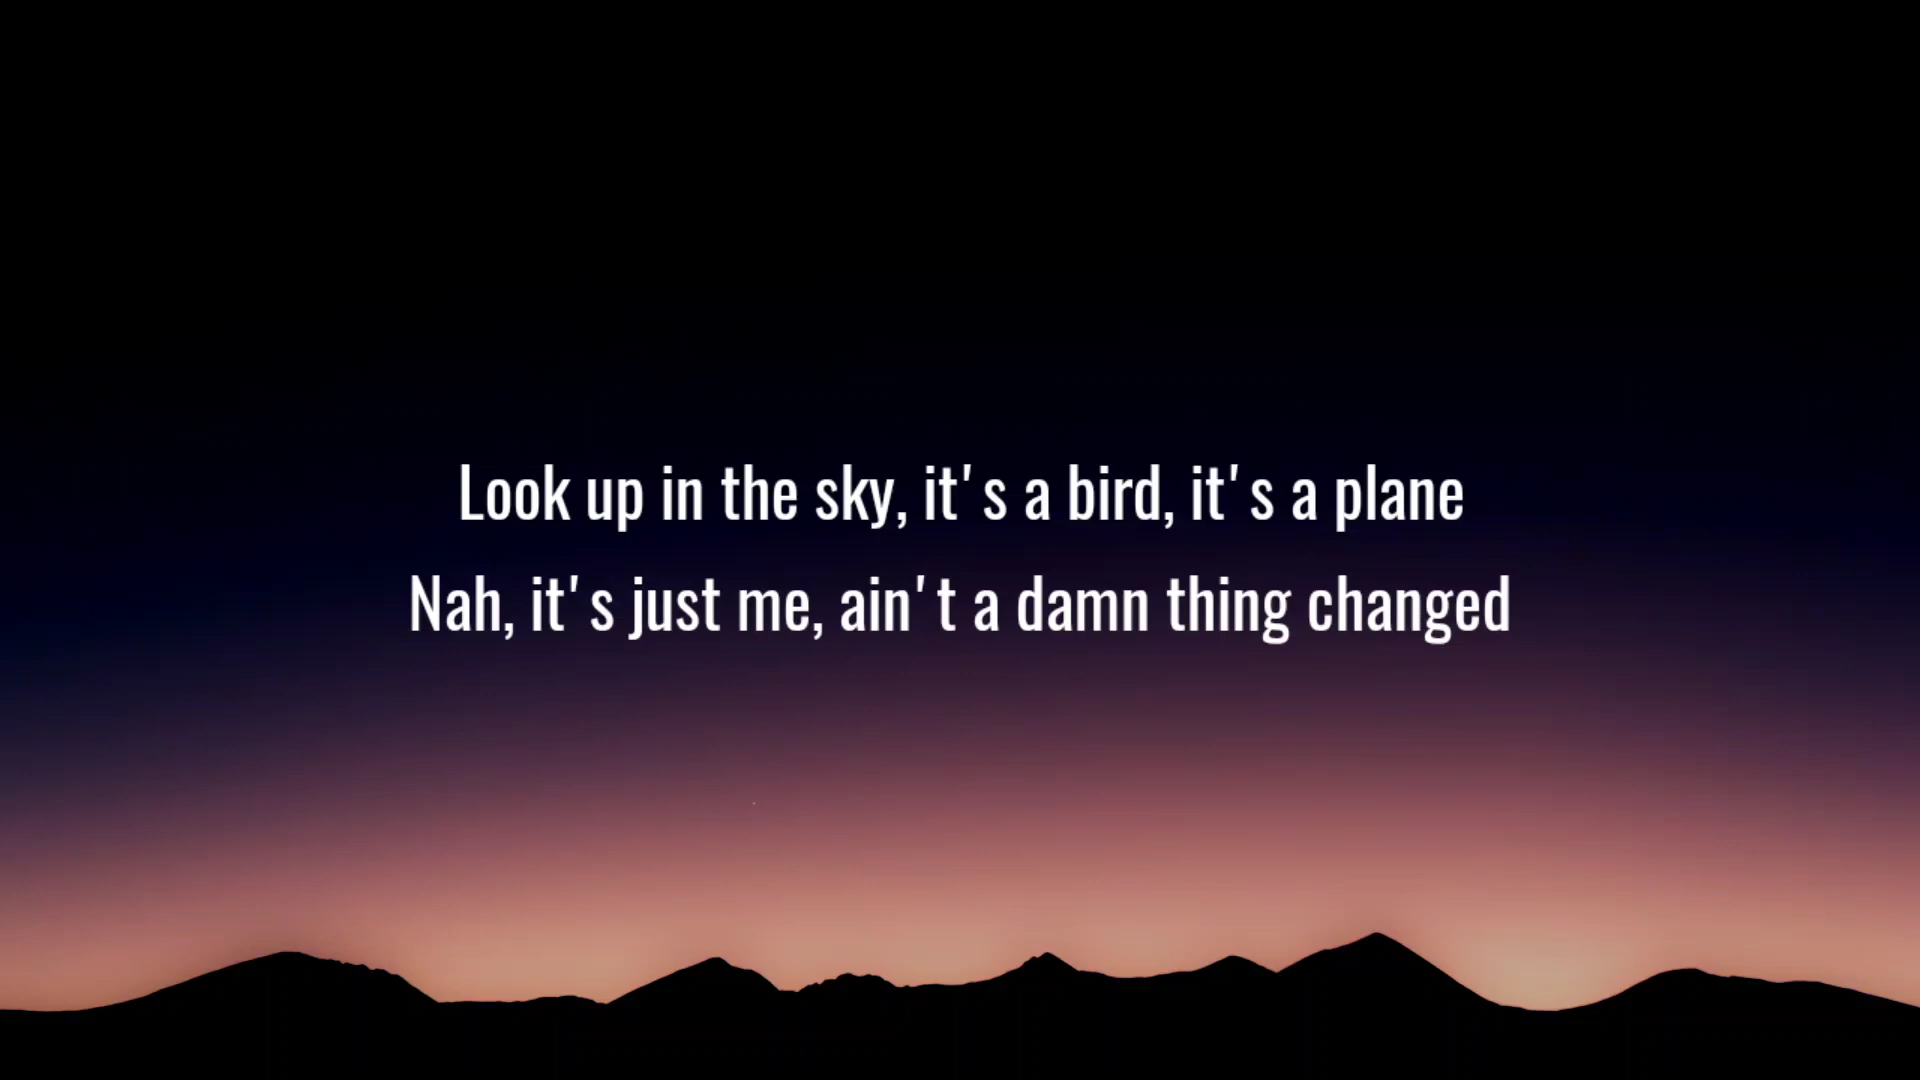 Look up in the sky, it's a bird, it's a plane
Nah, it's just me, ain't a damn thing changed